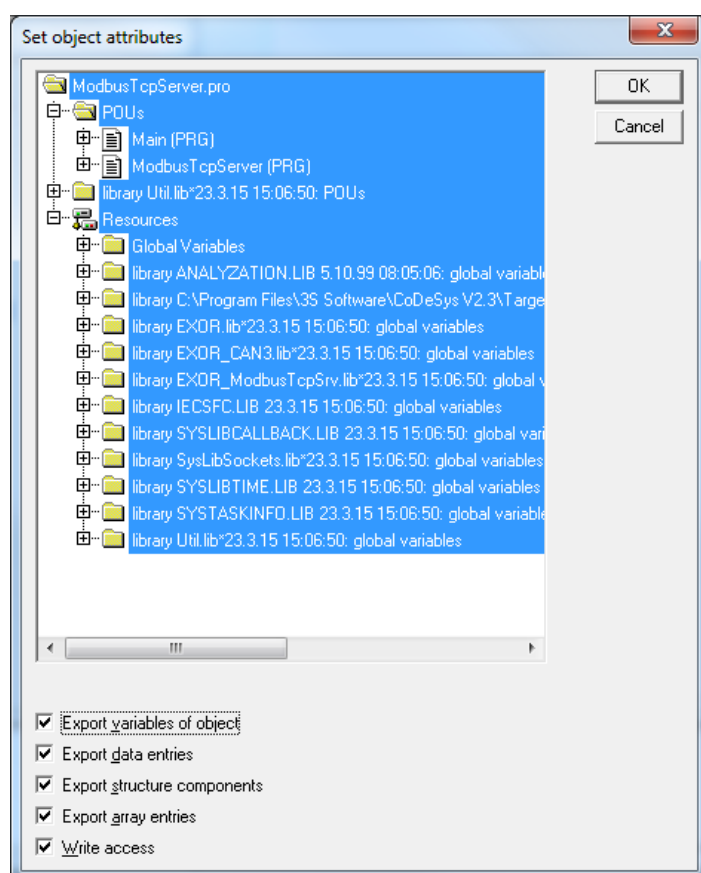 Set object attributes
ModbusTcpServer.pro
POUs
Main (PRG)
ModbusTcpServer (PRG)
library Util.lib*23.3.15 15:06:50: POUs
Resources
Global Variables
library ANALYZATION.LIB 5.10.99 08:05:06: global variabl
library C:\Program Files\3S Software\CoDeSys V2.3\Targe
library EXOR.lib*23.3.15 15:06:50: global variables
library EXOR_CAN3.lib*23.3.15 15:06:50: global variables
library EXOR_ModbusTcpSrv.lib*23.3.15 15:06:50: global v
library IECSFC.LIB 23.3.15 15:06:50: global variables
library SYSLIBCALLBACK.LIB 23.3.15 15:06:50: global vari
library SysLibSockets.lib*23.3.15 15:06:50: global variables
library SYSLIBTIME.LIB 23.3.15 15:06:50: global variables
library SYSTASKINFO.LIB 23.3.15 15:06:50: global variable
library Util.lib*23.3.15 15:06:50: global variables
OK
Cancel
Export variables of object
Export data entries
Export structure components
Export array entries
Write access